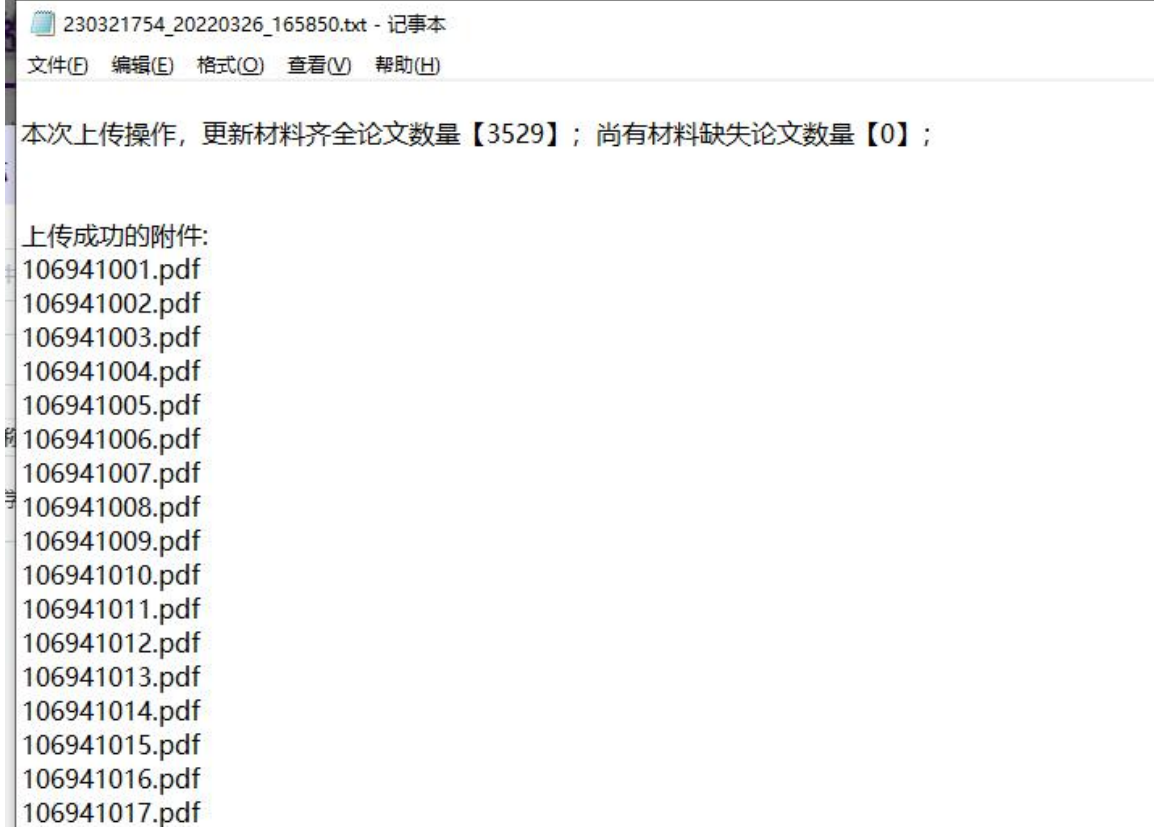 230321754_20220326_165850.txt - 记事本
文件(F) 编辑(E) 格式(O) 查看(V) 帮助(H)
本次上传操作，更新材料齐全论文数量【3529】；尚有材料缺失论文数量【0】；
上传成功的附件:
106941001.pdf
106941002.pdf
106941003.pdf
106941004.pdf
106941005.pdf
106941006.pdf
106941007.pdf
106941008.pdf
106941009.pdf
106941010.pdf
106941011.pdf
106941012.pdf
106941013.pdf
106941014.pdf
106941015.pdf
106941016.pdf
106941017.pdf